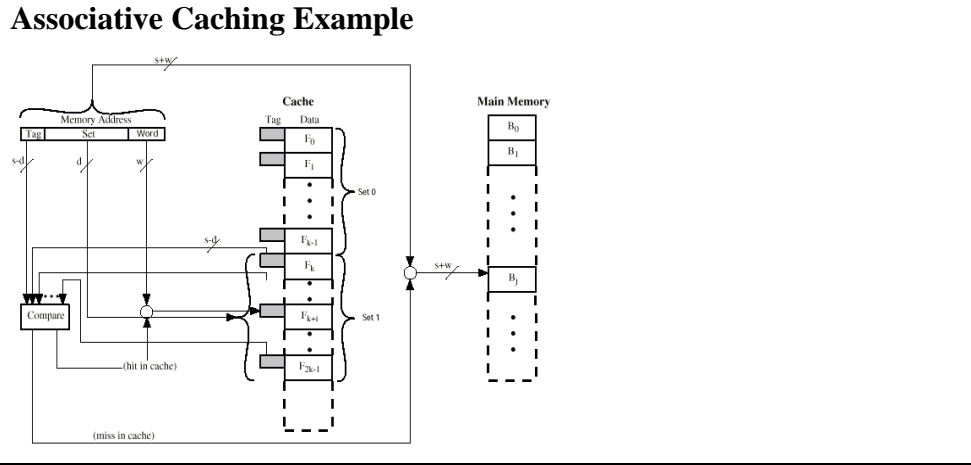 Associative Caching Example
s+w
Cache
Main Memory
Memory Address
Tag Data
Tag Set Word
F0
B0
s-d d w
F1
B1
Set 0
s-d
Fk-1
Fk
s+w
Bj
Compare
Fk+i
Set 1
(hit in cache)
F2k-1
(miss in cache)